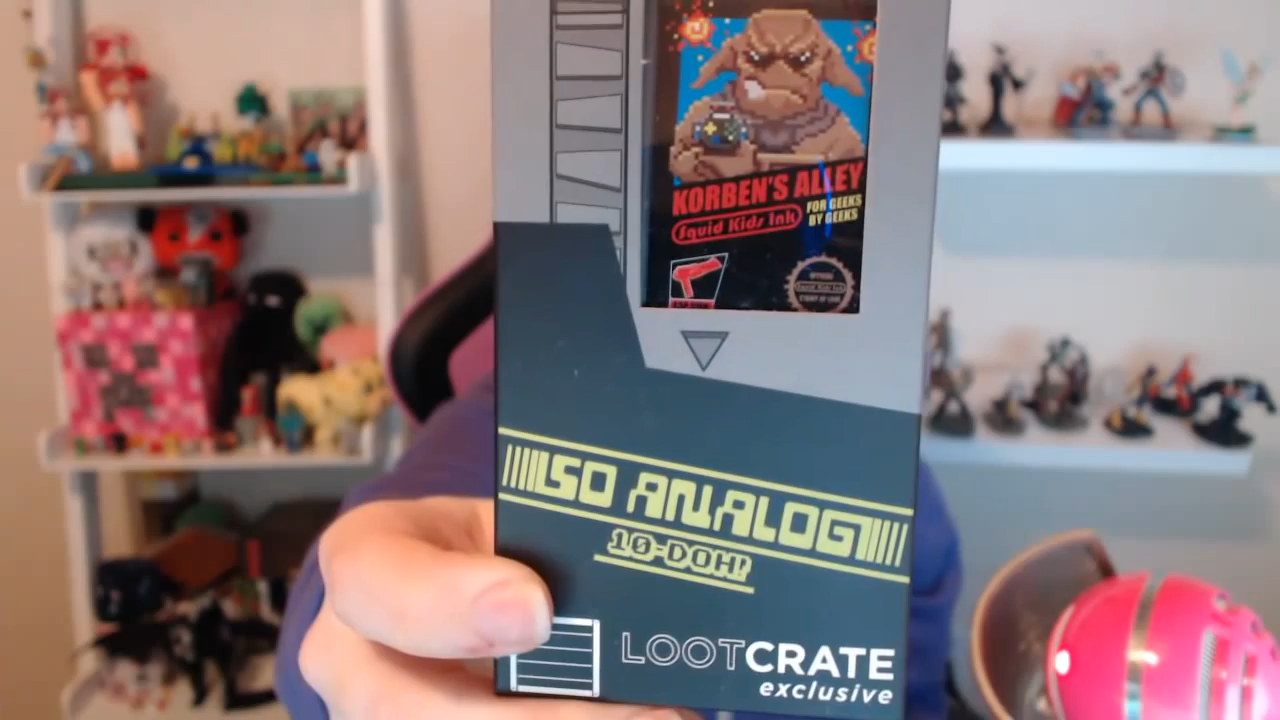 KORBEN'S ALLEY
Squid Kids Ink
FOR GEEKS
BY GEEKS
SO ANALOG
10-DOH!
LOOTCRATE
exclusive